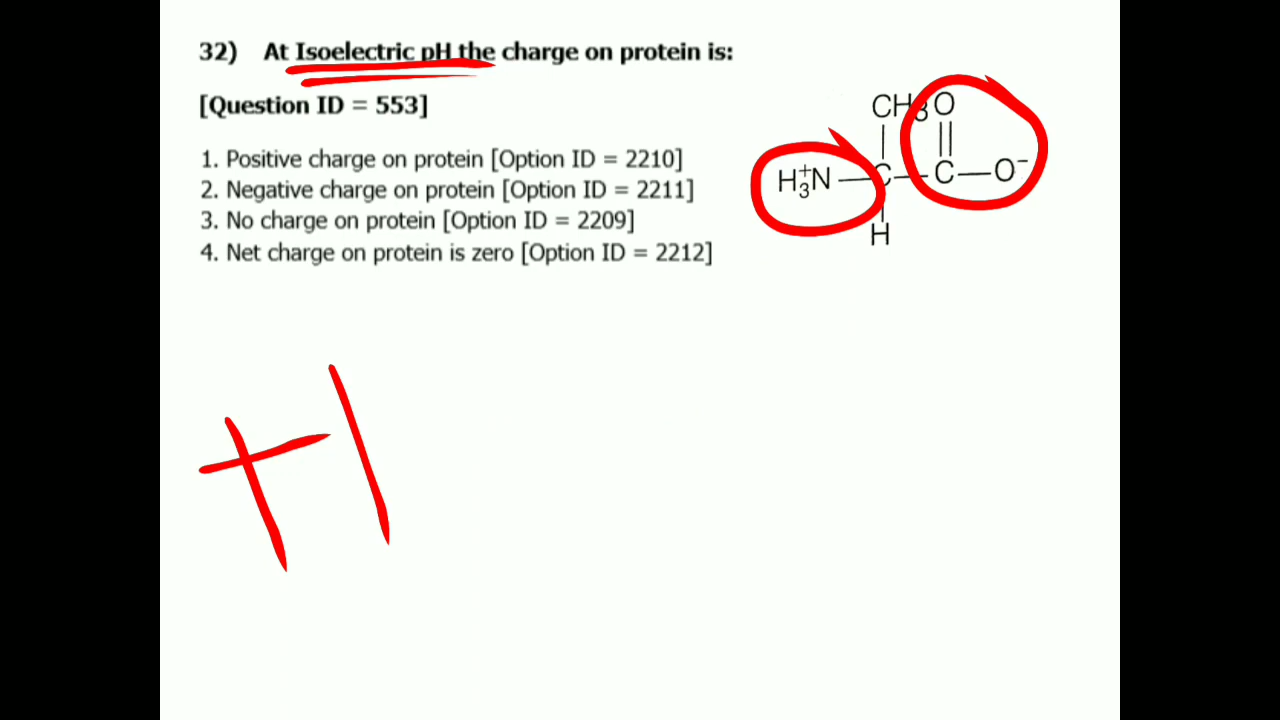 32) At Isoelectric pH the charge on protein is:
[Question ID = 553]
1. Positive charge on protein [Option ID = 2210]
2. Negative charge on protein [Option ID = 2211]
3. No charge on protein [Option ID = 2209]
4. Net charge on protein is zero [Option ID = 2212]
CH3 O
H3+N — C — C — O-
H
+1